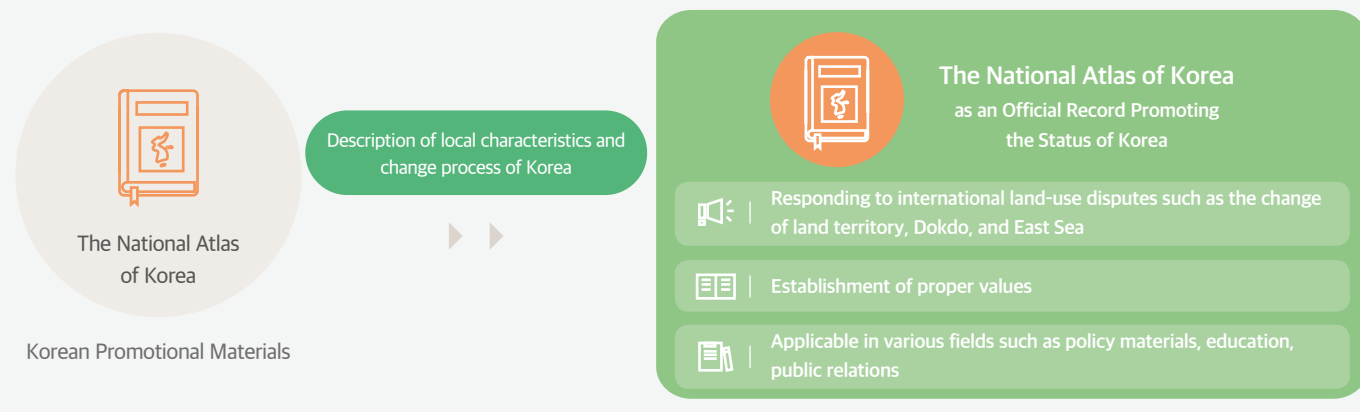 The National Atlas
of Korea
Korean Promotional Materials
Description of local characteristics and
change process of Korea
The National Atlas of Korea
as an Official Record Promoting
the Status of Korea
Responding to international land-use disputes such as the change
of land territory, Dokdo, and East Sea
Establishment of proper values
Applicable in various fields such as policy materials, education,
public relations